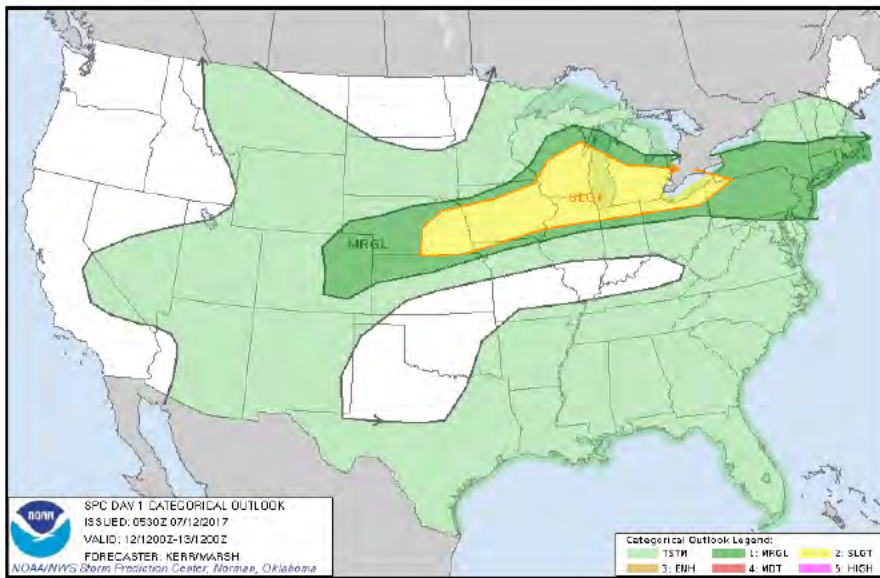 SLGT
MRGL
NOAA
SPC DAY 1 CATEGORICAL OUTLOOK
ISSUED: 0530Z 07/12/2017
VALID: 12/1200Z-13/1200Z
FORECASTER: KERR/MARSH
NOAA/NWS Storm Prediction Center, Norman, Oklahoma
Categorical Outlook Legend:
TSTM 1: MRGL 2: SLGT
3: ENH 4: MDT 5: HIGH